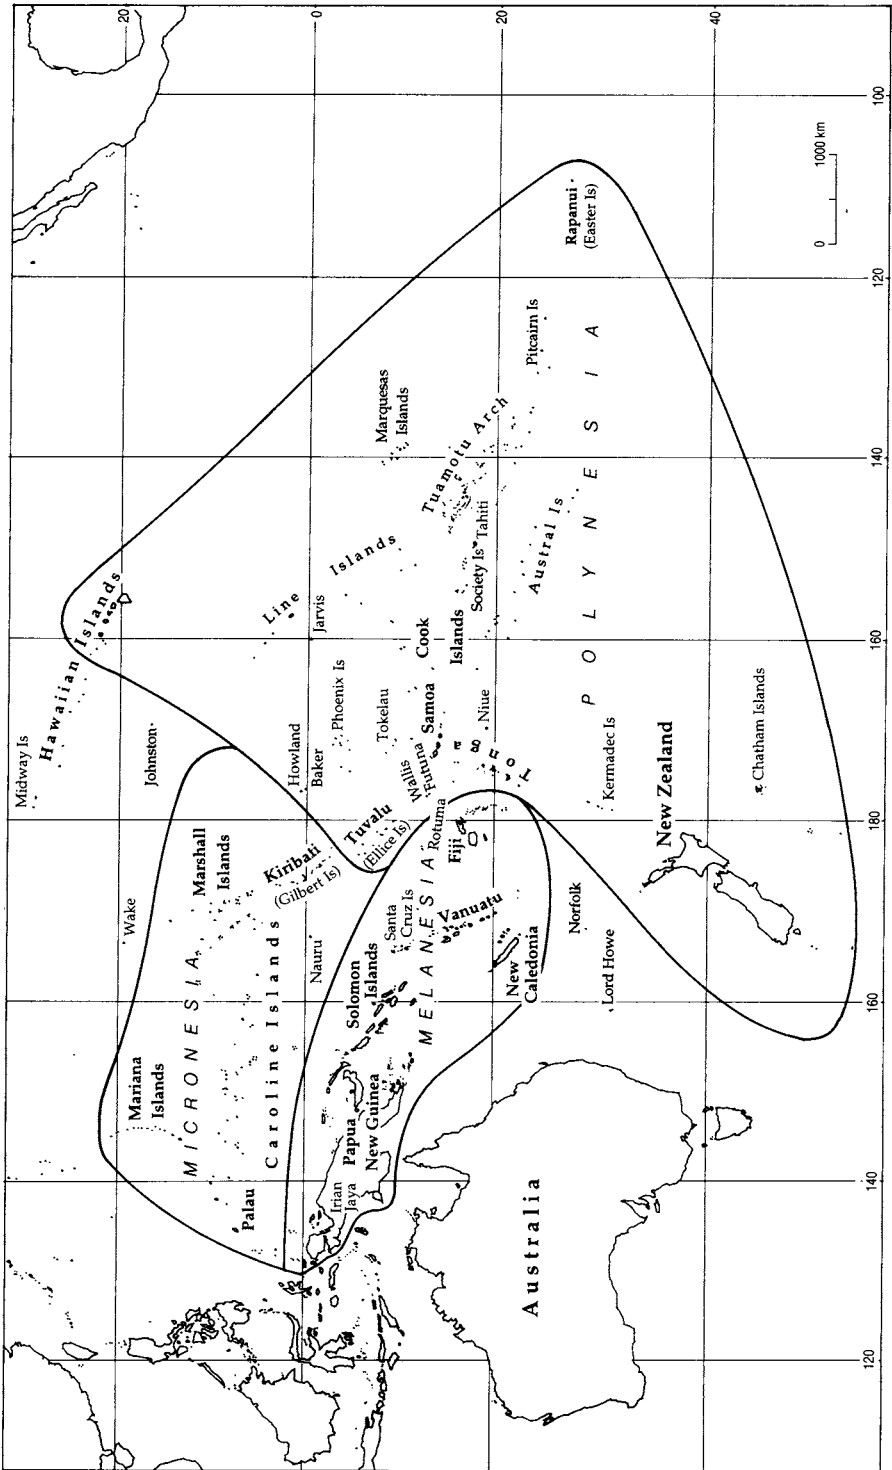 Midway Is
Hawaiian Islands
Johnston
Wake
Mariana
Islands
MICRONESIA
Marshall
Islands
Howland
Baker
Line Islands
Jarvis
Palau
Caroline Islands
Nauru
Kiribati
(Gilbert Is)
Tuvalu
(Ellice Is)
Phoenix Is
Tokelau
Marquesas
Islands
Irian
Jaya
Papua
New Guinea
Solomon
Islands
Santa
Cruz Is
Rotuma
Wallis
Futuna
Samoa
Cook
Islands
Tuamotu Arch
MELANESIA
Vanuatu
Fiji
Tonga
Niue
Society Is
Tahiti
Pitcairn Is
Rapanui
(Easter Is)
New
Caledonia
Austral Is
POLYNESIA
Australia
Lord Howe
Norfolk
Kermadec Is
New Zealand
Chatham Islands
0 1000 km
20
0
20
40
120
140
160
180
160
140
120
100